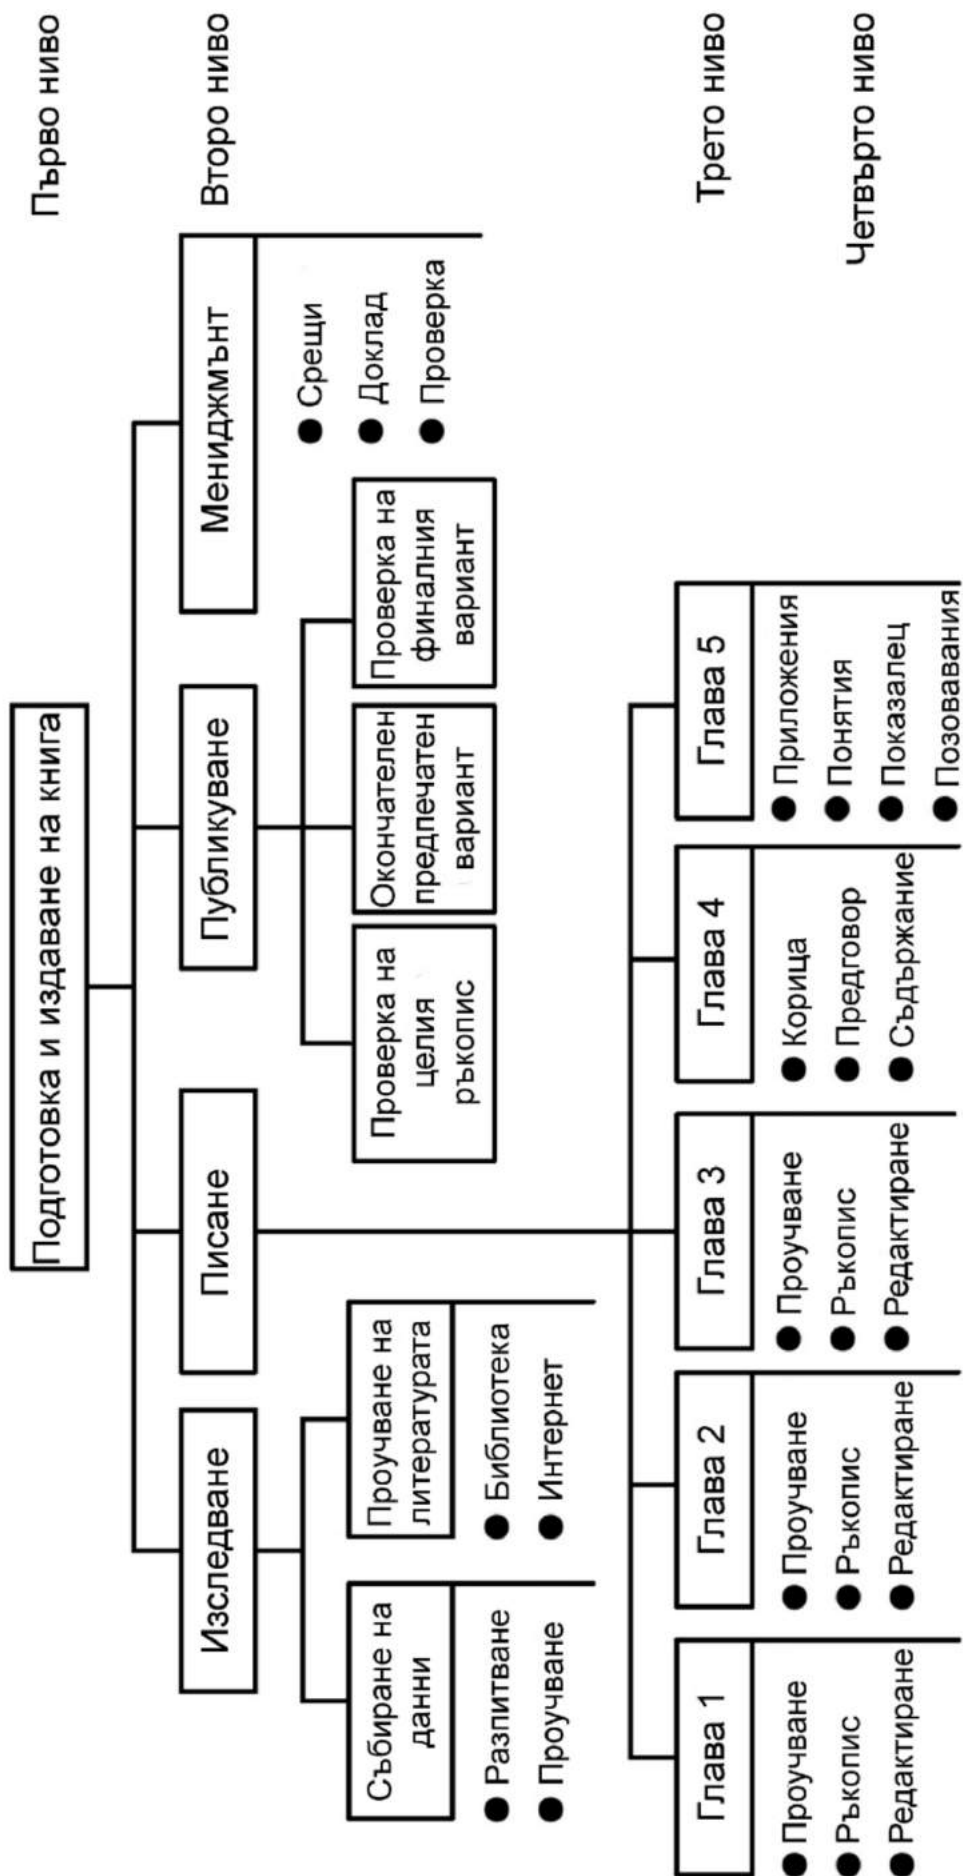 Подготовка и издаване на книга
Първо ниво
Изследване
Писане
Публикуване
Мениджмънт
Второ ниво
Събиране на
данни
● Разпитване
● Проучване
Проучване на
литературата
● Библиотека
● Интернет
Проверка на
целия
ръкопис
Окончателен
предпечатен
вариант
Проверка на
финалния
вариант
● Срещи
● Доклад
● Проверка
Глава 1
Глава 2
Глава 3
Глава 4
Глава 5
Трето ниво
● Проучване
● Ръкопис
● Редактиране
● Проучване
● Ръкопис
● Редактиране
● Проучване
● Ръкопис
● Редактиране
● Корица
● Предговор
● Съдържание
● Приложения
● Понятия
● Показалец
● Позовавания
Четвърто ниво